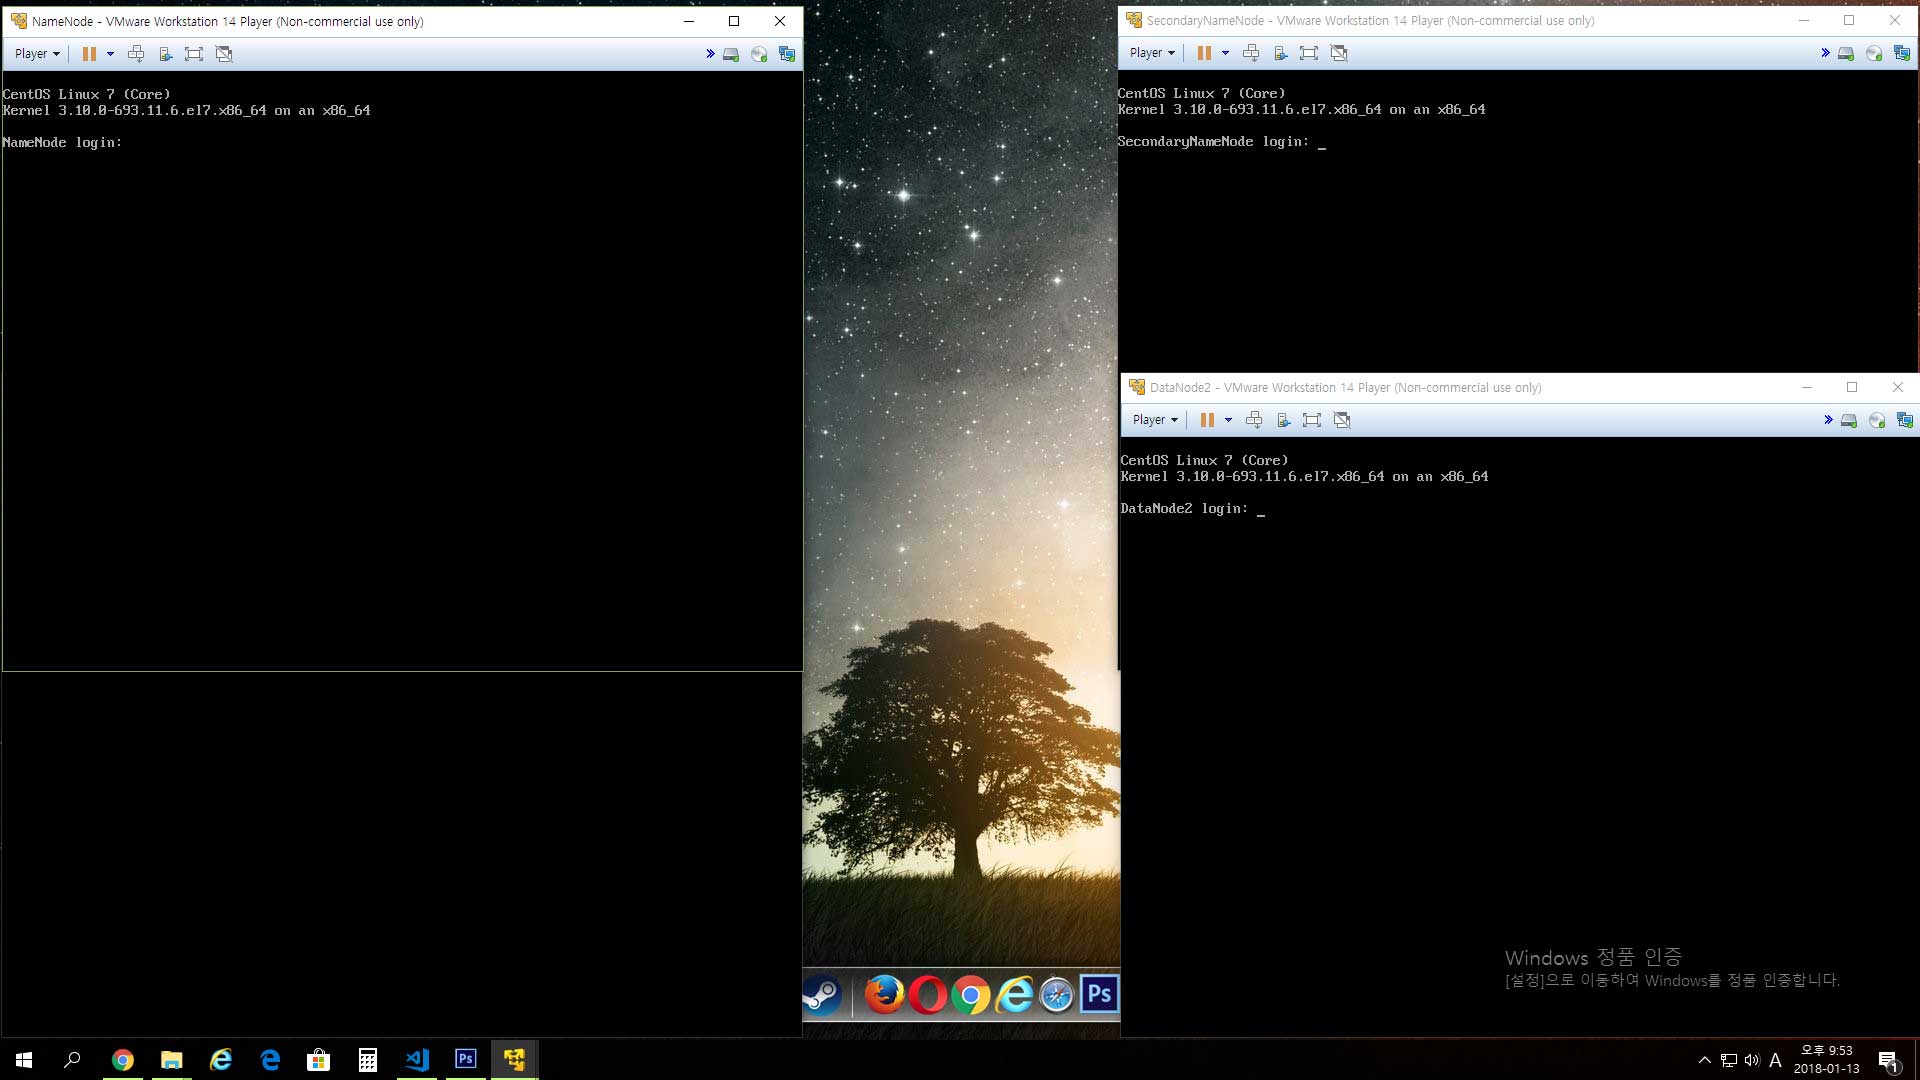 NameNode - VMware Workstation 14 Player (Non-commercial use only)
Player
CentOS Linux 7 (Core)
Kernel 3.10.0-693.11.6.el7.x86_64 on an x86_64
NameNode login:
SecondaryNameNode - VMware Workstation 14 Player (Non-commercial use only)
Player
CentOS Linux 7 (Core)
Kernel 3.10.0-693.11.6.el7.x86_64 on an x86_64
SecondaryNameNode login: _
DataNode2 - VMware Workstation 14 Player (Non-commercial use only)
Player
CentOS Linux 7 (Core)
Kernel 3.10.0-693.11.6.el7.x86_64 on an x86_64
DataNode2 login: _
Windows 정품 인증
[설정]으로 이동하여 Windows를 정품 인증합니다.
Ps
Ps
A
오후 9:53
2018-01-13
1